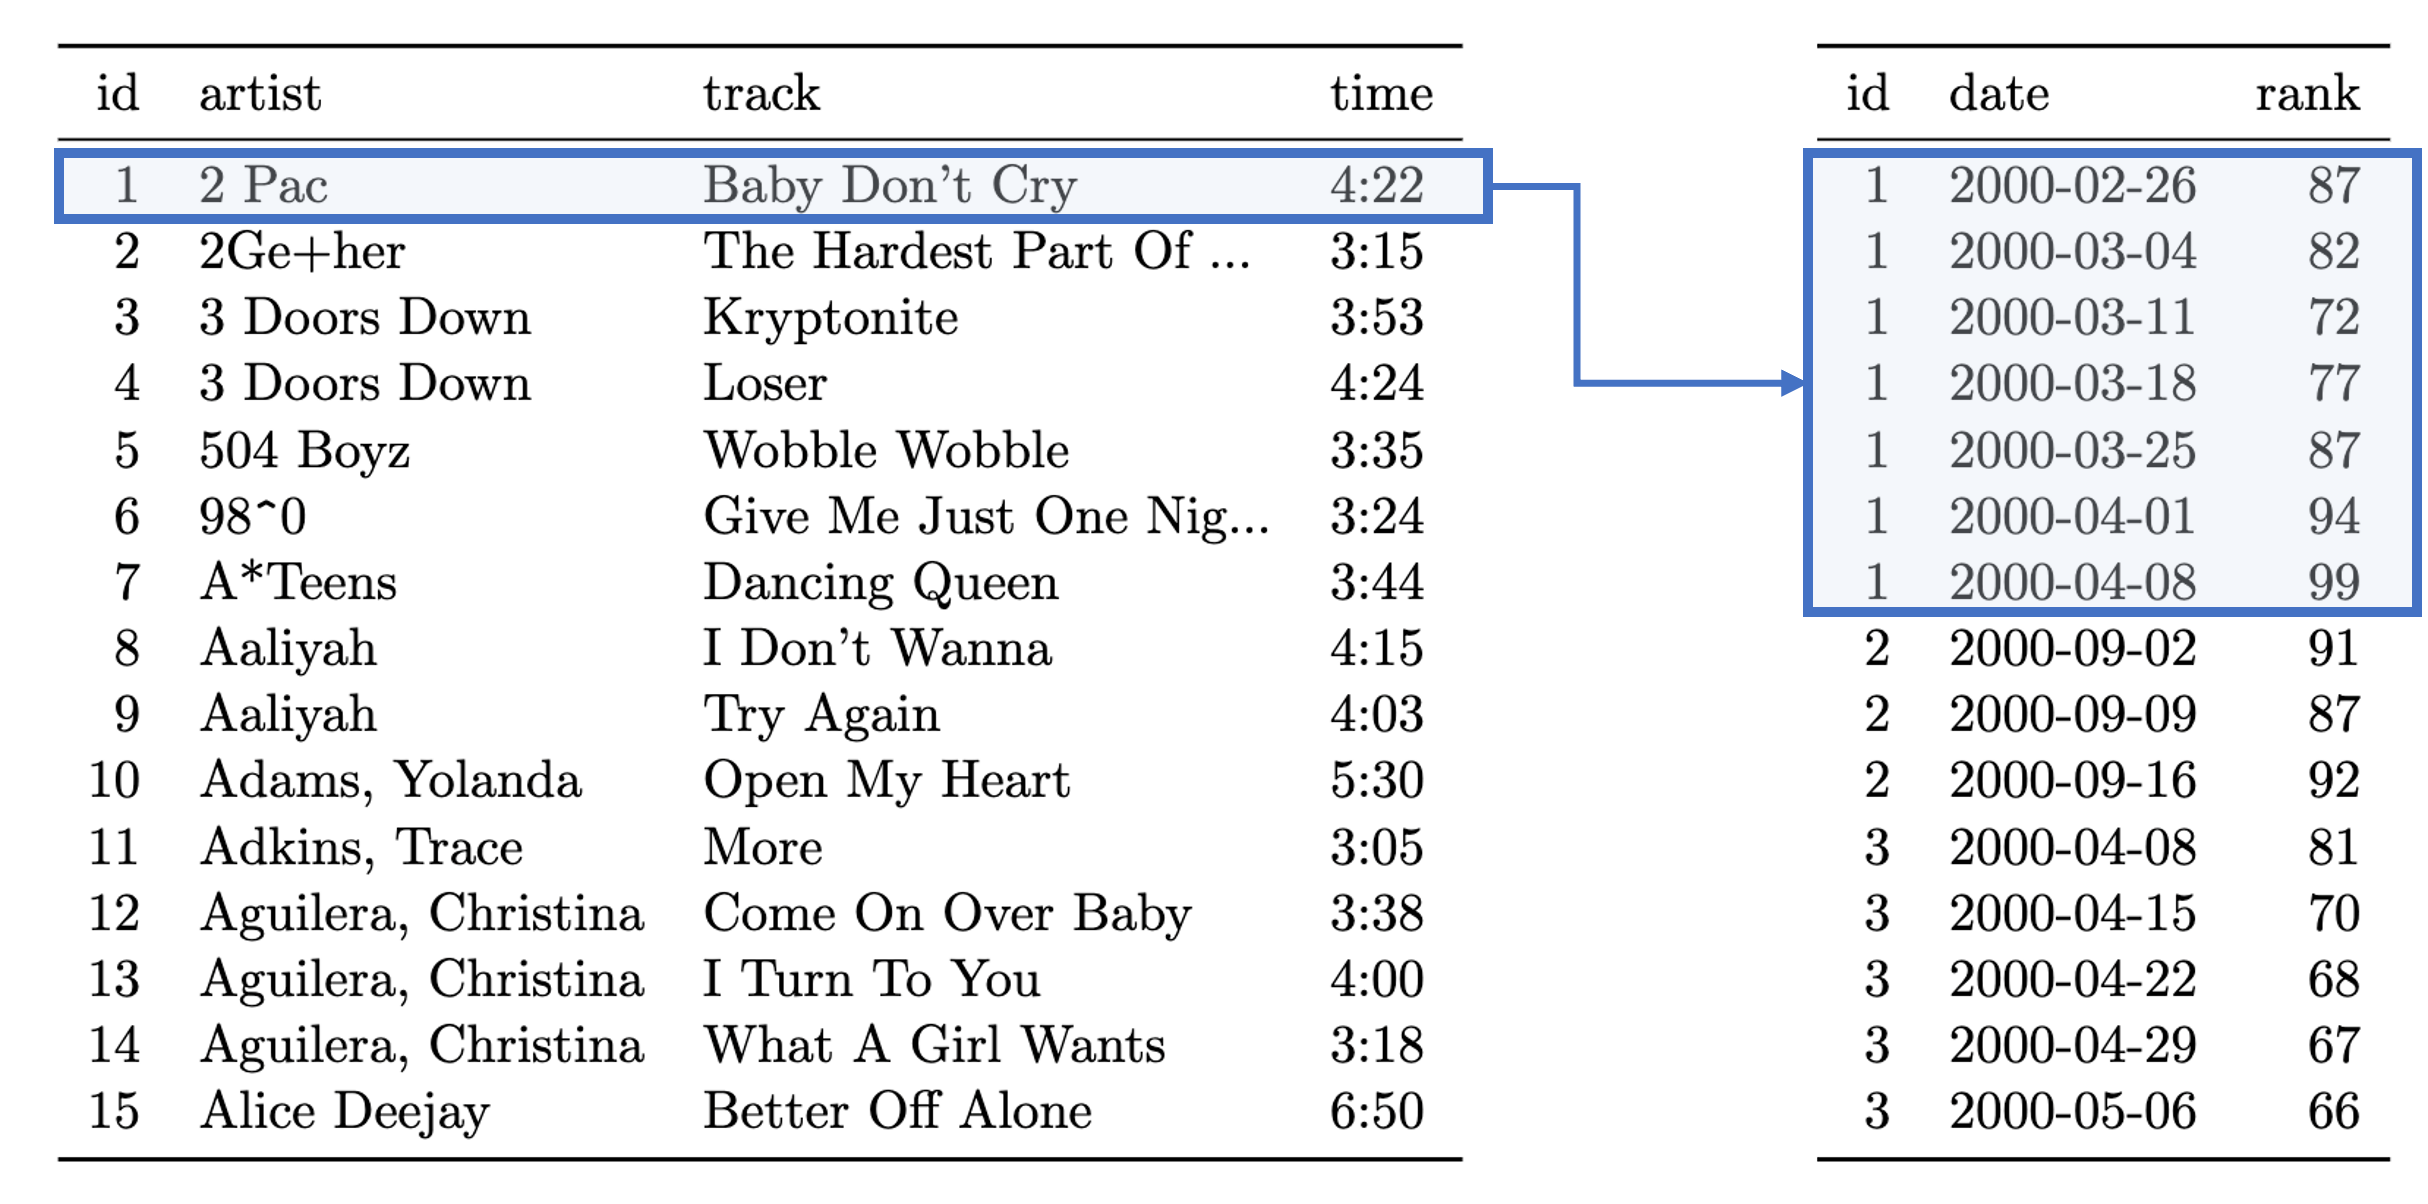 id artist track time
1 2 Pac Baby Don't Cry 4:22
2 2Ge+her The Hardest Part Of ... 3:15
3 3 Doors Down Kryptonite 3:53
4 3 Doors Down Loser 4:24
5 504 Boyz Wobble Wobble 3:35
6 98^0 Give Me Just One Nig... 3:24
7 A*Teens Dancing Queen 3:44
8 Aaliyah I Don't Wanna 4:15
9 Aaliyah Try Again 4:03
10 Adams, Yolanda Open My Heart 5:30
11 Adkins, Trace More 3:05
12 Aguilera, Christina Come On Over Baby 3:38
13 Aguilera, Christina I Turn To You 4:00
14 Aguilera, Christina What A Girl Wants 3:18
15 Alice Deejay Better Off Alone 6:50
id date rank
1 2000-02-26 87
1 2000-03-04 82
1 2000-03-11 72
1 2000-03-18 77
1 2000-03-25 87
1 2000-04-01 94
1 2000-04-08 99
2 2000-09-02 91
2 2000-09-09 87
2 2000-09-16 92
3 2000-04-08 81
3 2000-04-15 70
3 2000-04-22 68
3 2000-04-29 67
3 2000-05-06 66